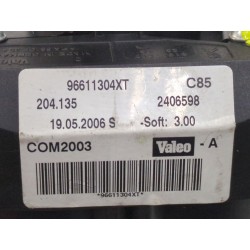 96611304XT C85
204.135 2406598
19.05.2006 S -Soft: 3.00
COM2003 Valeo -A
*96611304XT*